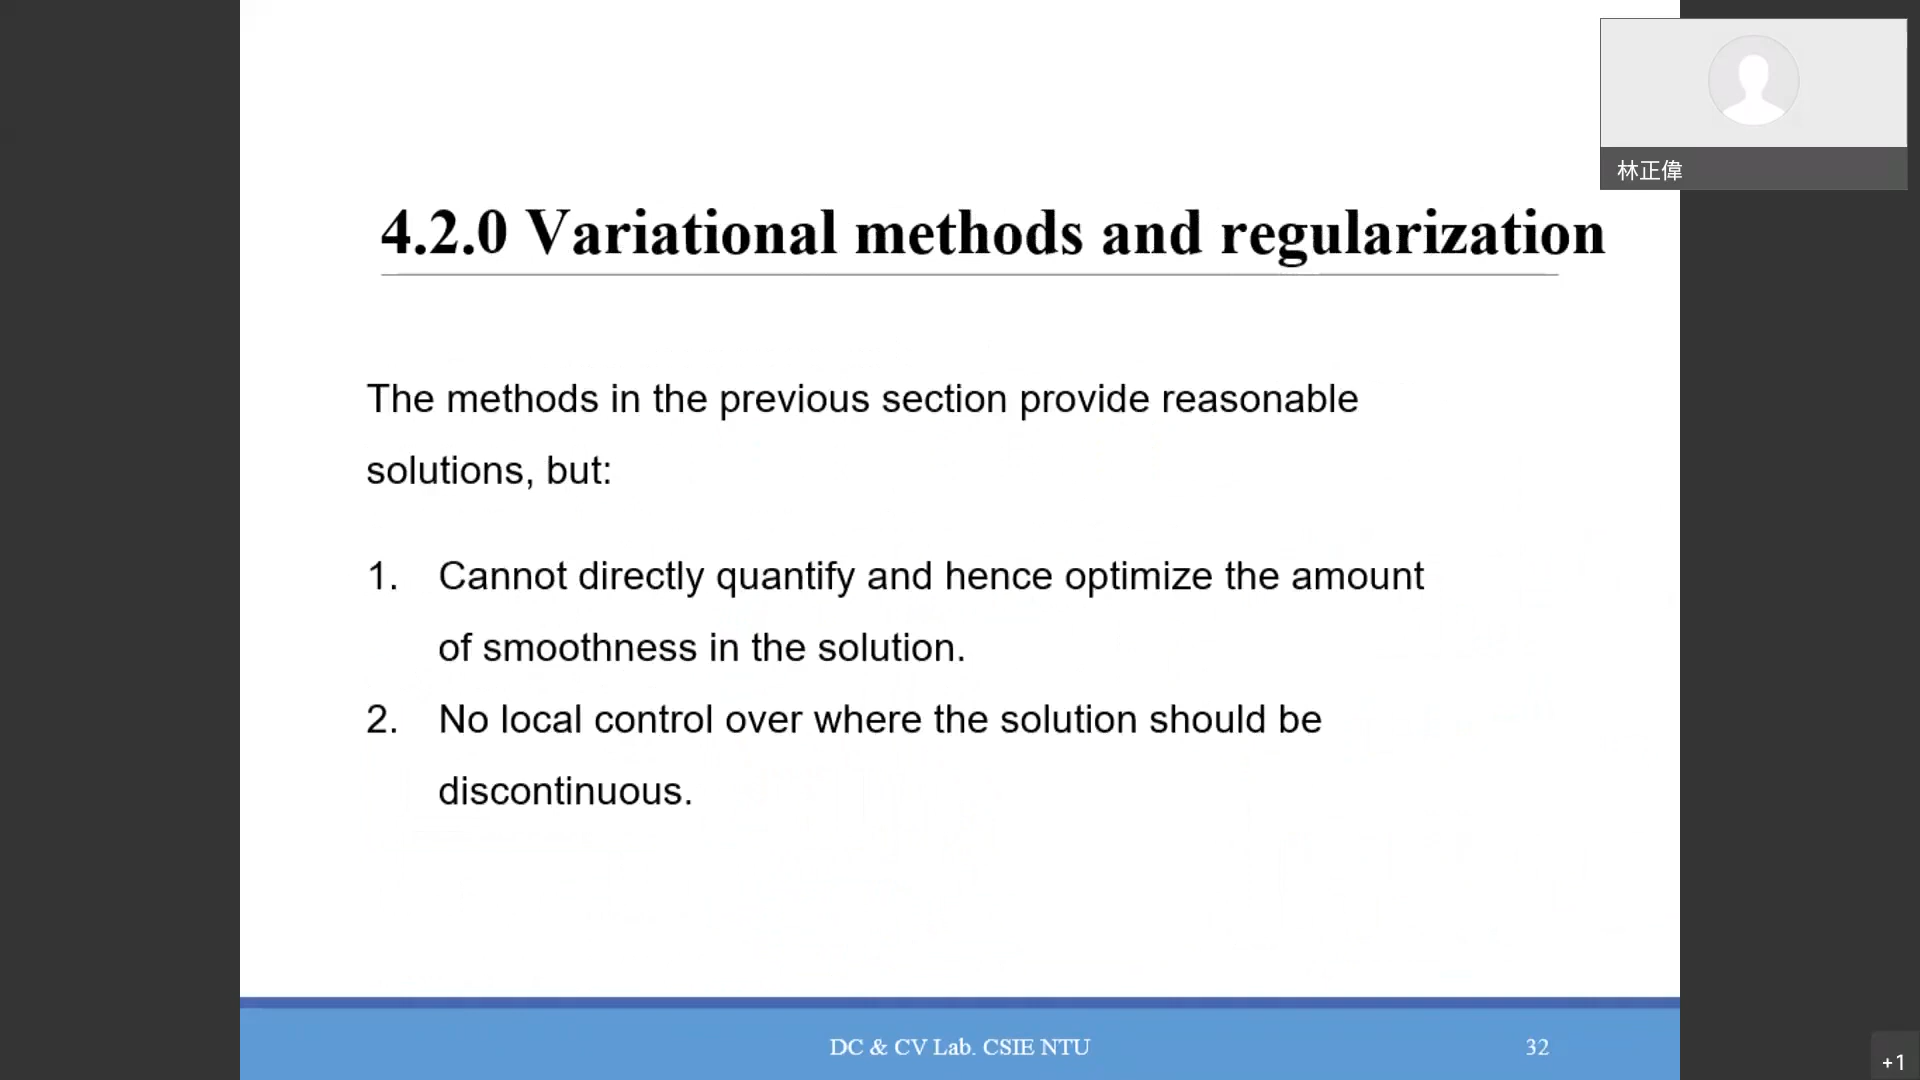 林正偉
4.2.0 Variational methods and regularization
The methods in the previous section provide reasonable
solutions, but:
1. Cannot directly quantify and hence optimize the amount
of smoothness in the solution.
2. No local control over where the solution should be
discontinuous.
DC & CV Lab. CSIE NTU
32
+1